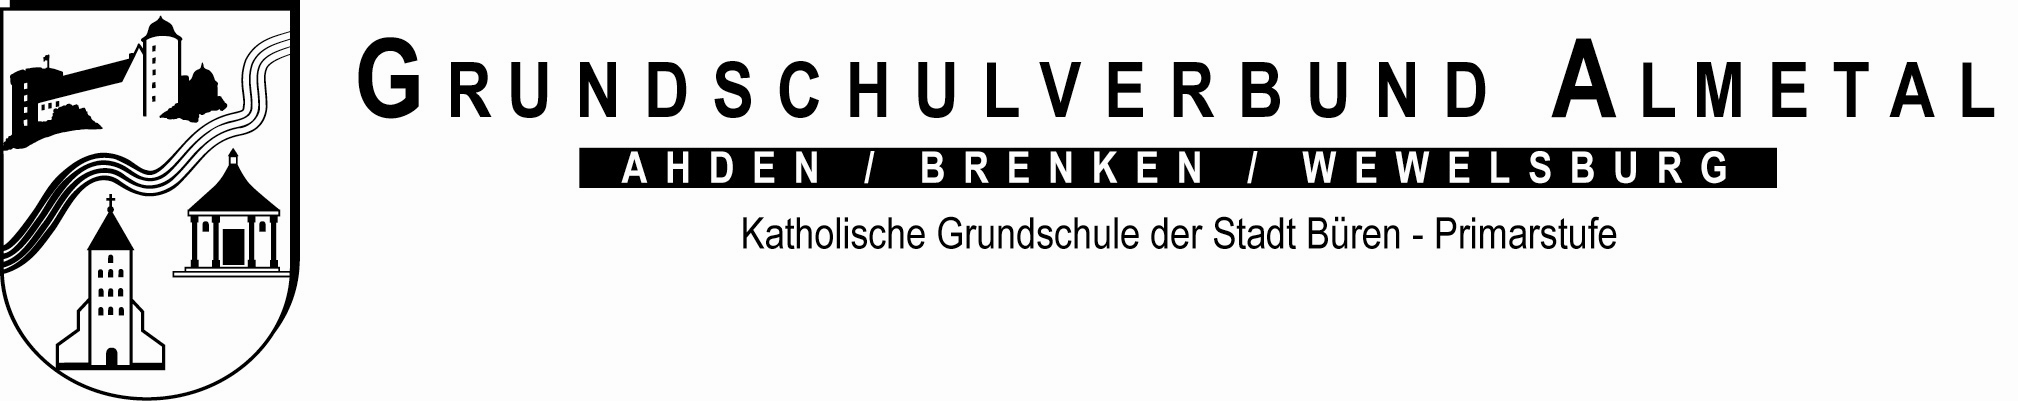 GRUNDSCHULVERBUND ALMETAL
AHDEN / BRENKEN / WEWELSBURG
Katholische Grundschule der Stadt Büren - Primarstufe